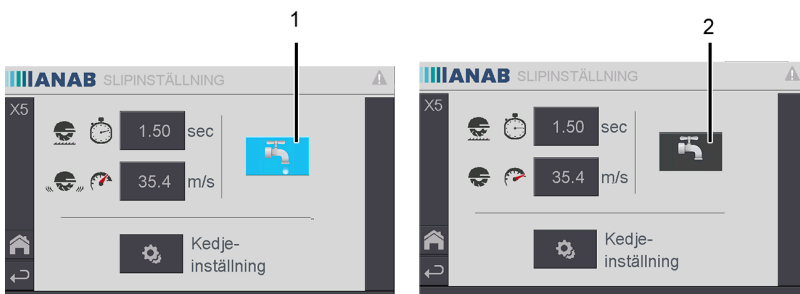 1
ANAB SLIPINSTÄLLNING
X5
1.50 sec
35.4 m/s
Kedje-
inställning
2
ANAB SLIPINSTÄLLNING
X5
1.50 sec
35.4 m/s
Kedje-
inställning